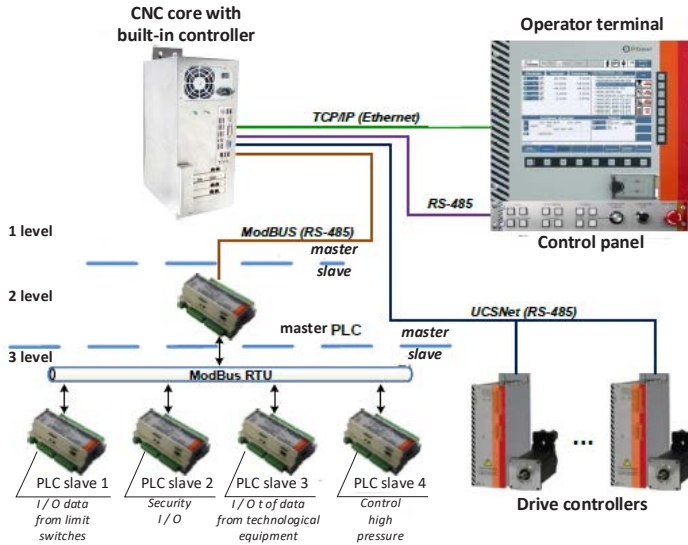 CNC core with
built-in controller
Operator terminal
TCP/IP (Ethernet)
RS-485
Control panel
1 level
ModBUS (RS-485)
master
slave
2 level
master PLC
UCSNet (RS-485)
master
slave
3 level
ModBus RTU
PLC slave 1
PLC slave 2
PLC slave 3
PLC slave 4
I / O data
from limit
switches
Security
I / O
I / O t of data
from technological
equipment
Control
high
pressure
...
Drive controllers